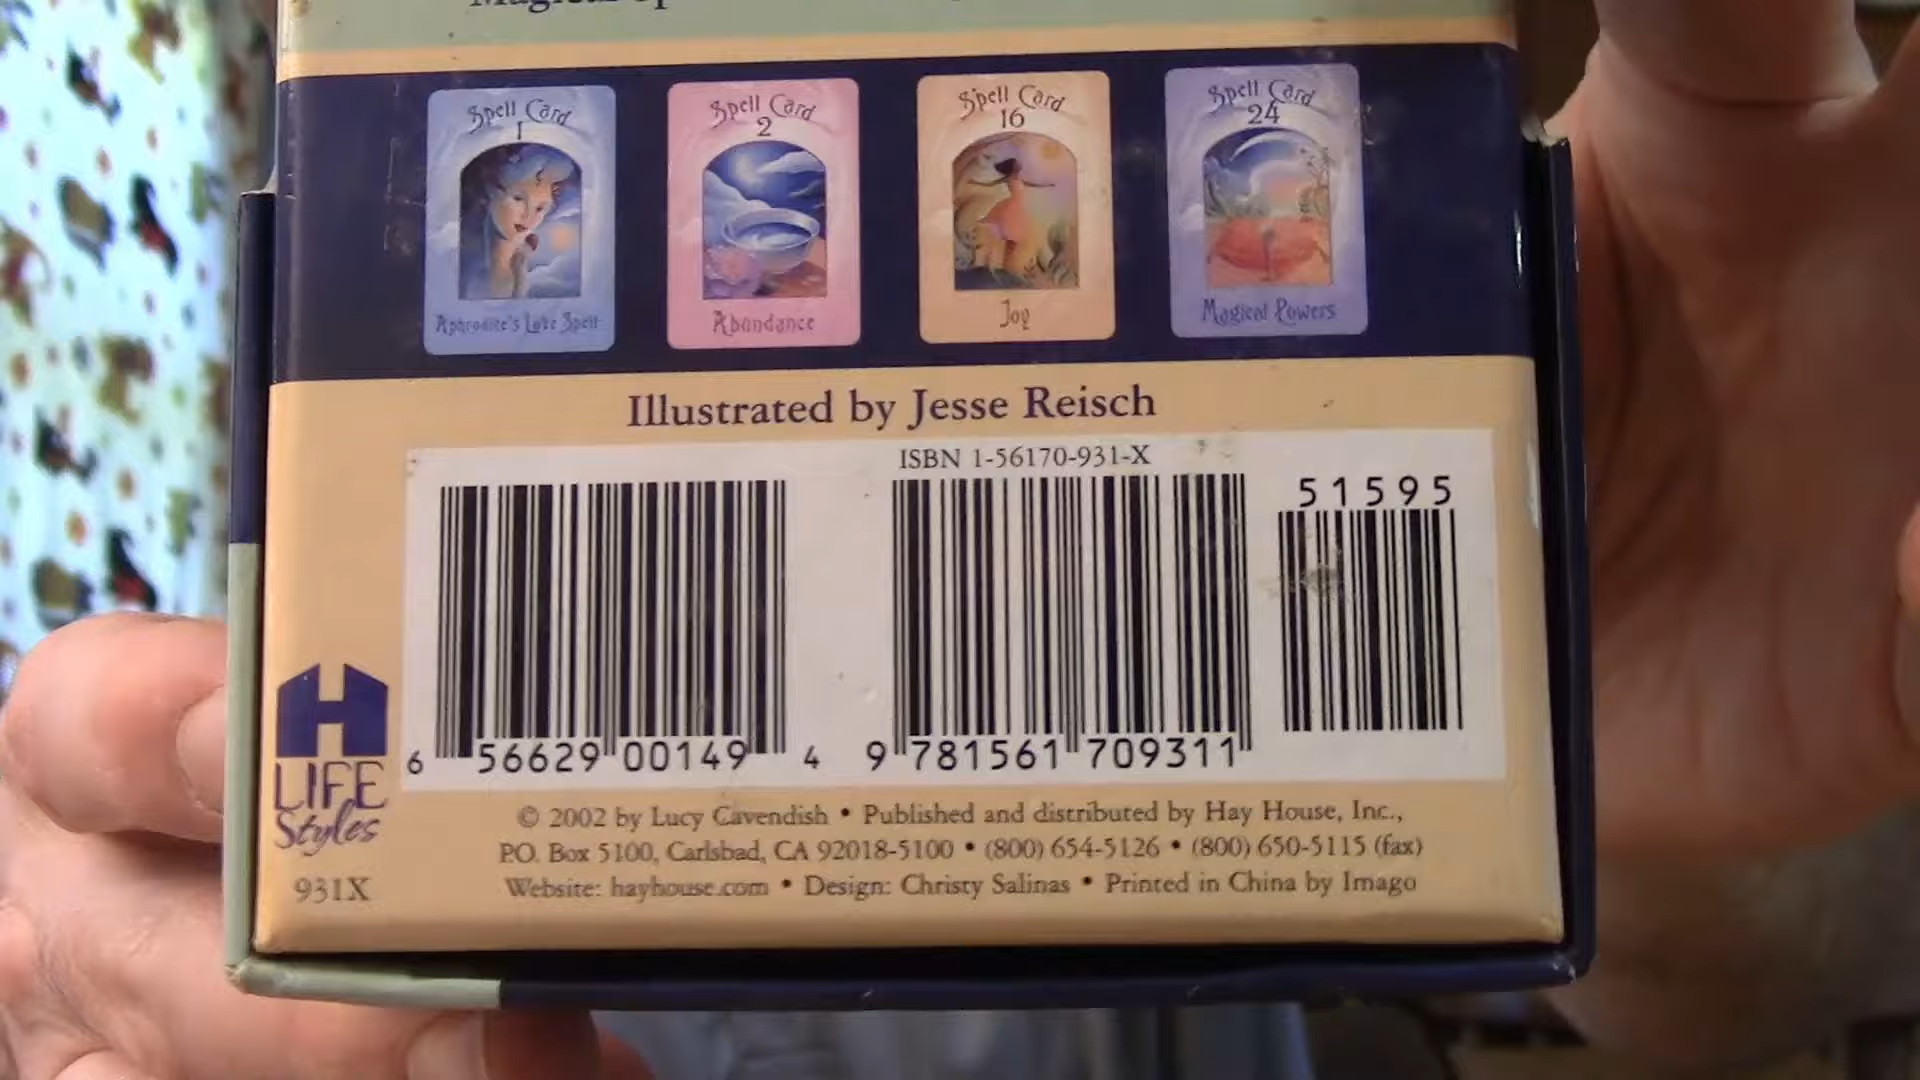 Spell Card
1
Aphrodite's Love Spell
Spell Card
2
Abundance
Spell Card
16
Joy
Spell Card
24
Magical Powers
Illustrated by Jesse Reisch
ISBN 1-56170-931-X
51595
6 56629 00149 4
9 781561 709311
H
LIFE
Styles
931X
© 2002 by Lucy Cavendish • Published and distributed by Hay House, Inc.,
P.O. Box 5100, Carlsbad, CA 92018-5100 • (800) 654-5126 • (800) 650-5115 (fax)
Website: hayhouse.com • Design: Christy Salinas • Printed in China by Imago